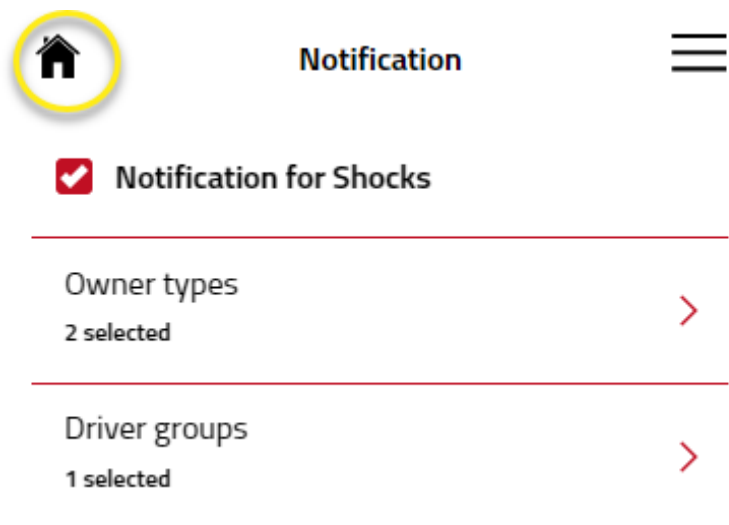 Notification
Notification for Shocks
Owner types
2 selected
Driver groups
1 selected